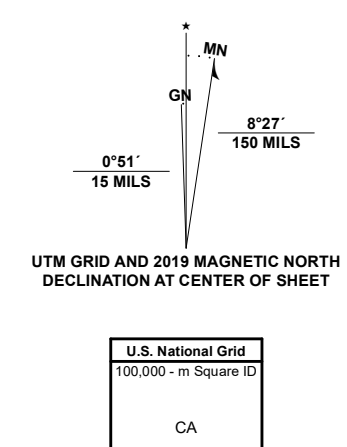 ★
MN
GN
8°27´
150 MILS
0°51´
15 MILS
UTM GRID AND 2019 MAGNETIC NORTH
DECLINATION AT CENTER OF SHEET
U.S. National Grid
100,000 - m Square ID
CA